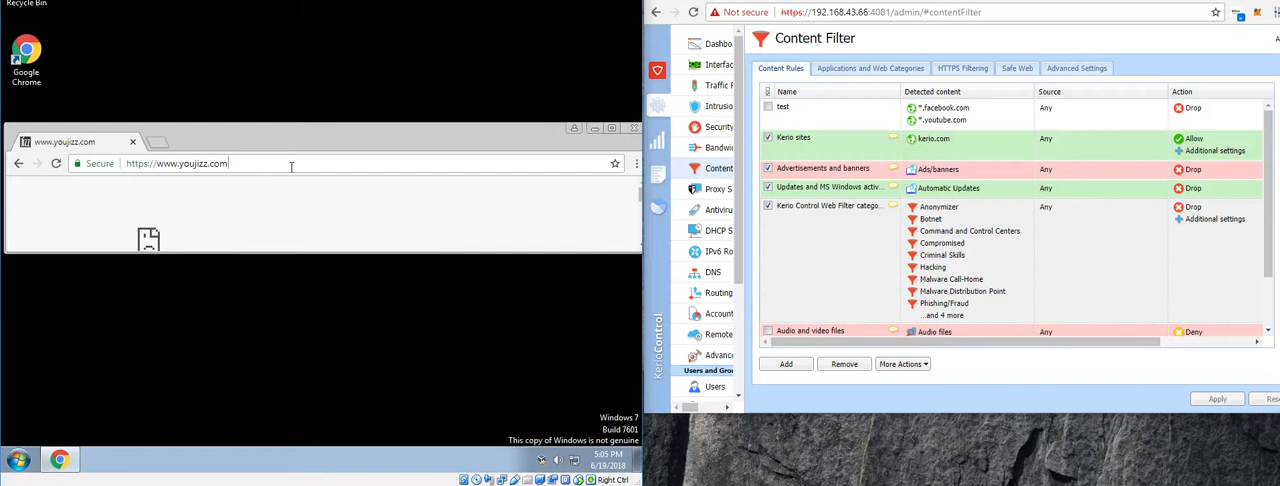 Recycle Bin
Google
Chrome
www.youjizz.com
Secure
https://www.youjizz.com
Windows 7
Build 7601
This copy of Windows is not genuine
5:05 PM
6/19/2018
Right Ctrl
Not secure
https://192.168.43.66:4081/admin/#contentFilter
KerioControl
Dashbo
Interfac
Traffic F
Intrusio
Security
Bandwi
Content
Proxy S
Antiviru
DHCP S
IPv6 Ro
DNS
Routing
Account
Remote
Advanc
Users and Grou
Users
Content Filter
Content Rules
Applications and Web Categories
HTTPS Filtering
Safe Web
Advanced Settings
Name
Detected content
Source
Action
test
*.facebook.com
*.youtube.com
Any
Drop
Kerio sites
kerio.com
Any
Allow
Additional settings
Advertisements and banners
Ads/banners
Any
Drop
Updates and MS Windows activ...
Automatic Updates
Any
Drop
Kerio Control Web Filter catego...
Anonymizer
Botnet
Command and Control Centers
Compromised
Criminal Skills
Hacking
Malware Call-Home
Malware Distribution Point
Phishing/Fraud
...and 4 more
Any
Drop
Additional settings
Audio and video files
Audio files
Any
Deny
Add
Remove
More Actions
Apply
Rese